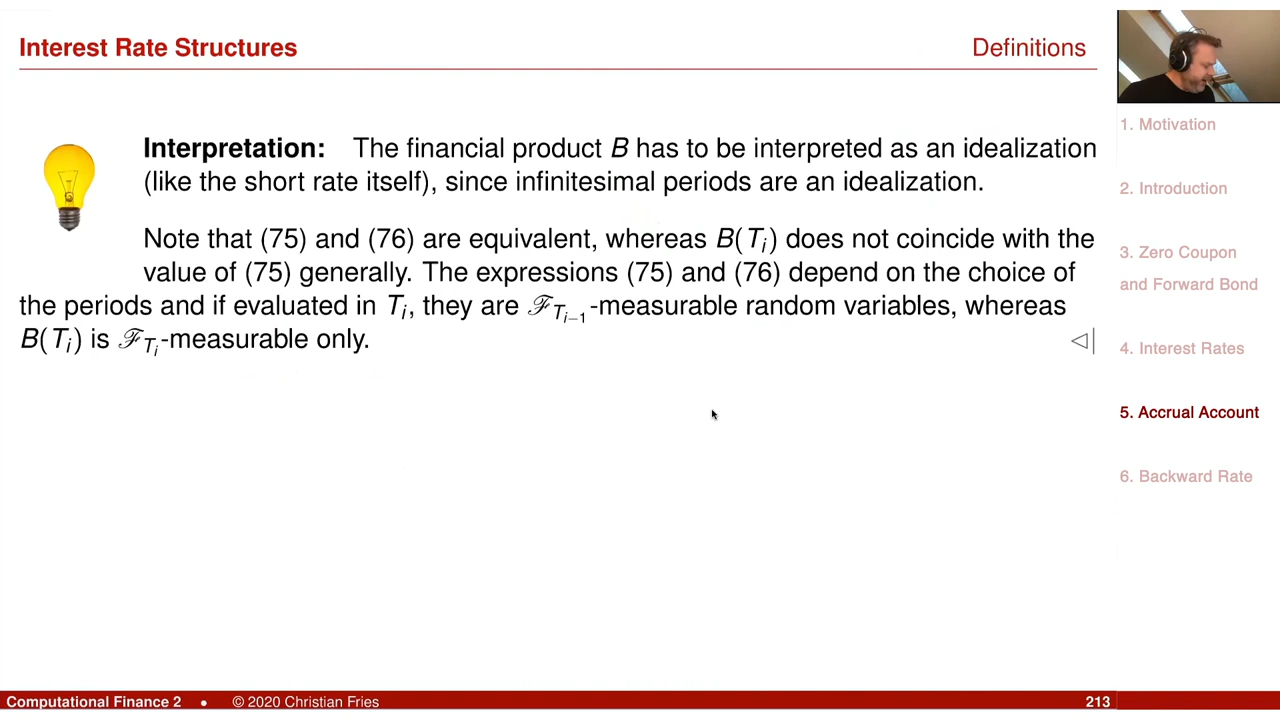 Interest Rate Structures
Definitions
Interpretation: The financial product B has to be interpreted as an idealization
(like the short rate itself), since infinitesimal periods are an idealization.
Note that (75) and (76) are equivalent, whereas B(Tᵢ) does not coincide with the
value of (75) generally. The expressions (75) and (76) depend on the choice of
the periods and if evaluated in Tᵢ, they are ℱ_{Tᵢ₋₁}-measurable random variables, whereas
B(Tᵢ) is ℱ_{Tᵢ}-measurable only.
1. Motivation
2. Introduction
3. Zero Coupon
and Forward Bond
4. Interest Rates
5. Accrual Account
6. Backward Rate
Computational Finance 2 • © 2020 Christian Fries
213